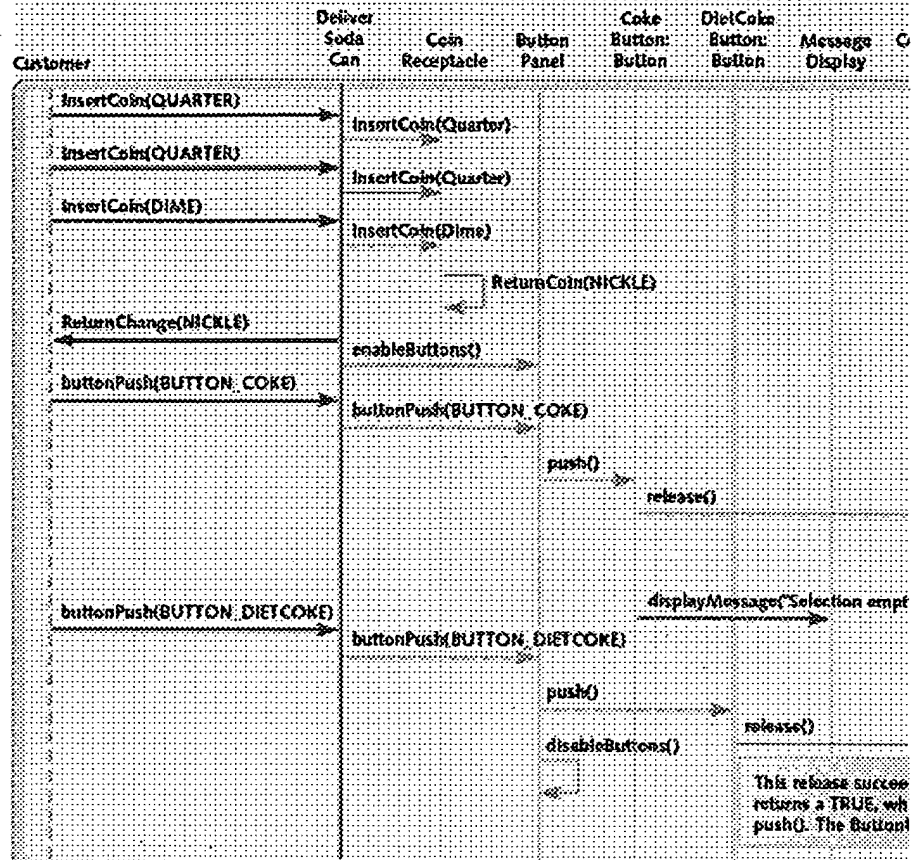 Customer
Deliver
Soda
Can
Coin
Receptacle
Button
Panel
Coke
Button:
Button
DietCoke
Button:
Button
Message
Display
InsertCoin(QUARTER)
InsertCoin(Quarter)
InsertCoin(QUARTER)
InsertCoin(Quarter)
InsertCoin(DIME)
InsertCoin(Dime)
ReturnCoin(NICKLE)
ReturnChange(NICKLE)
enableButtons()
buttonPush(BUTTON_COKE)
buttonPush(BUTTON_COKE)
push()
release()
displayMessage("Selection empt
buttonPush(BUTTON_DIETCOKE)
buttonPush(BUTTON_DIETCOKE)
push()
release()
disableButtons()
This release succee
returns a TRUE, wh
push(). The Button